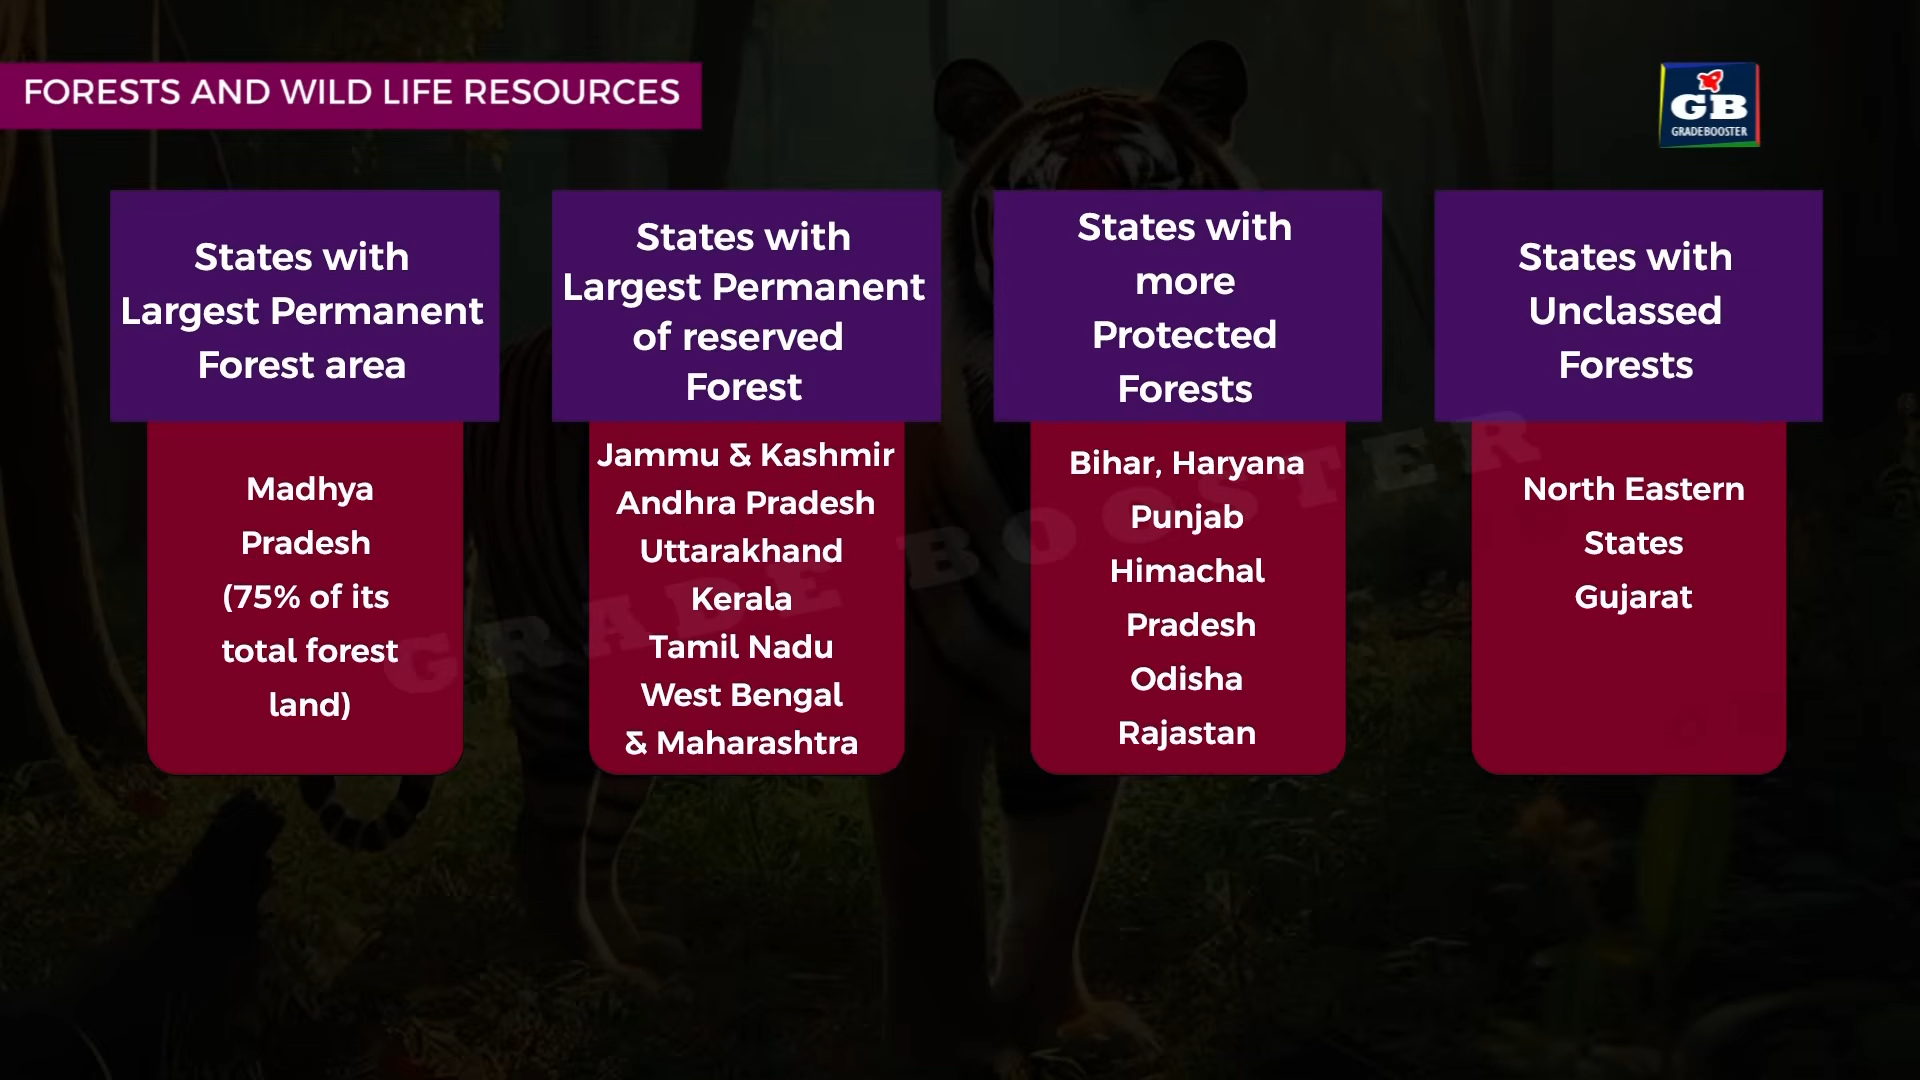 FORESTS AND WILD LIFE RESOURCES
GB
GRADEBOOSTER
States with
Largest Permanent
Forest area
Madhya
Pradesh
(75% of its
total forest
land)
States with
Largest Permanent
of reserved
Forest
Jammu & Kashmir
Andhra Pradesh
Uttarakhand
Kerala
Tamil Nadu
West Bengal
& Maharashtra
States with
more
Protected
Forests
Bihar, Haryana
Punjab
Himachal
Pradesh
Odisha
Rajastan
States with
Unclassed
Forests
North Eastern
States
Gujarat
GRADE BOOSTER